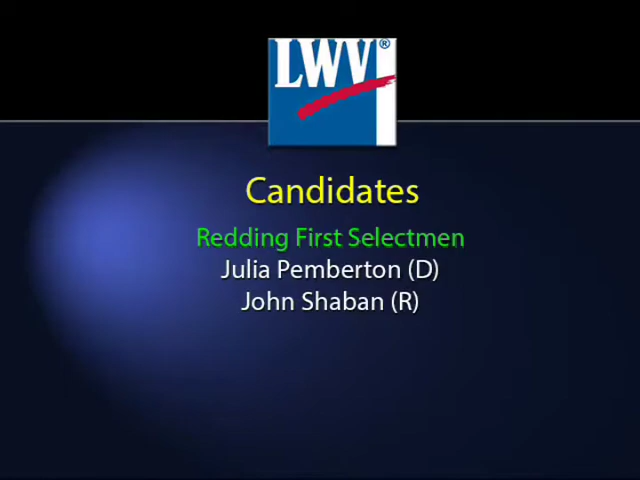 LWV®
Candidates
Redding First Selectmen
Julia Pemberton (D)
John Shaban (R)